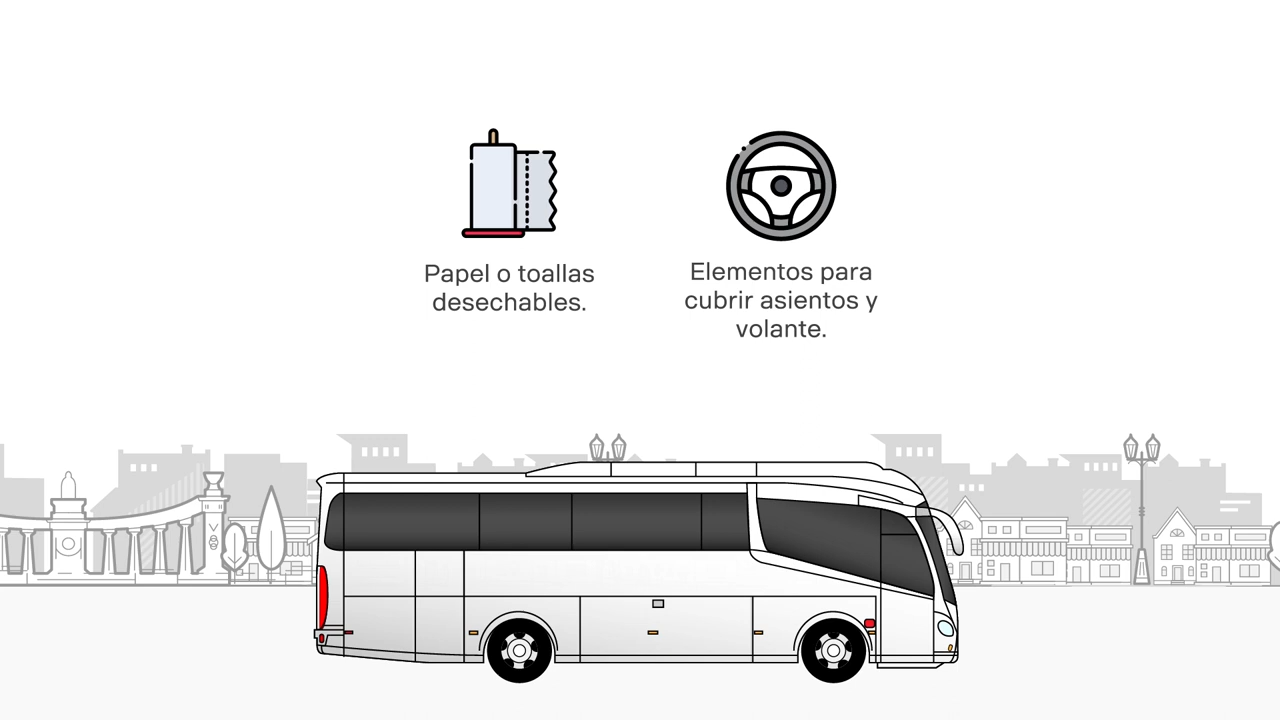 Papel o toallas
desechables.
Elementos para
cubrir asientos y
volante.